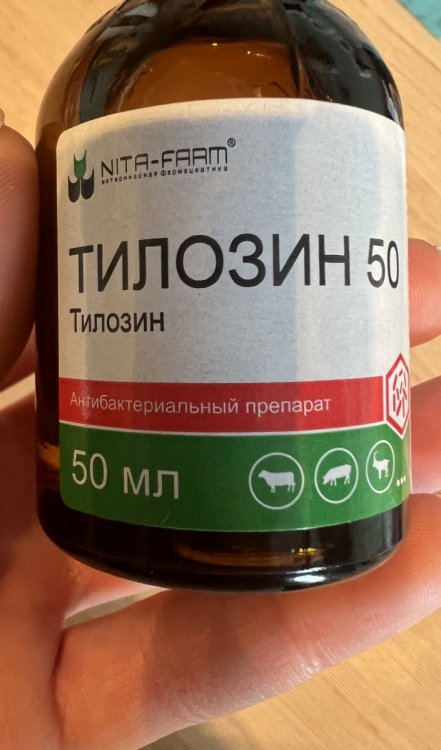 NITA-FARM®
ветеринарная фармацевтика
ТИЛОЗИН 50
Тилозин
Антибактериальный препарат
50 мл